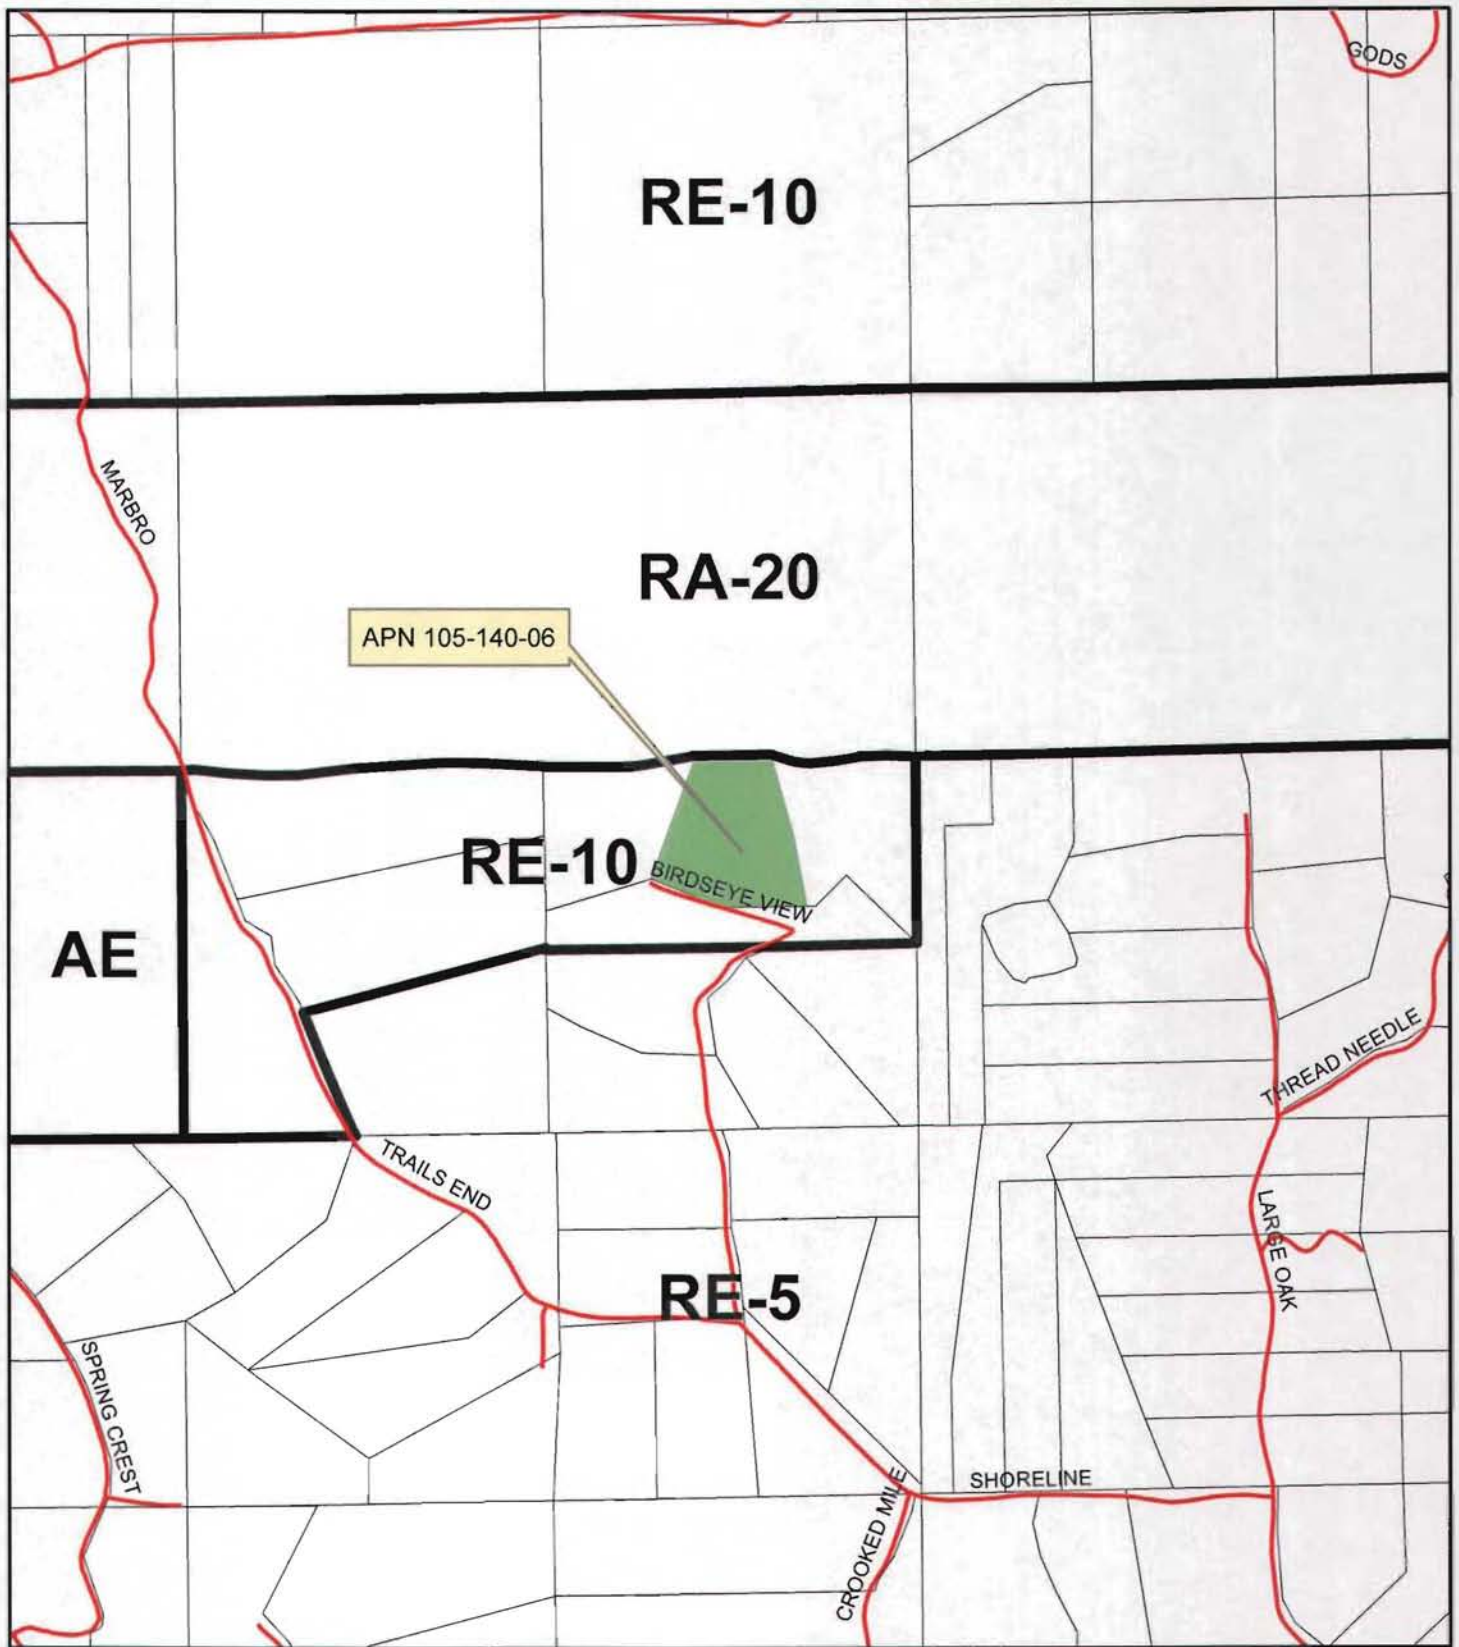 GODS
RE-10
MARBRO
RA-20
APN 105-140-06
RE-10
BIRDSEYE VIEW
AE
THREAD NEEDLE
TRAILS END
LARGE OAK
RE-5
SPRING CREST
SHORELINE
CROOKED MILE